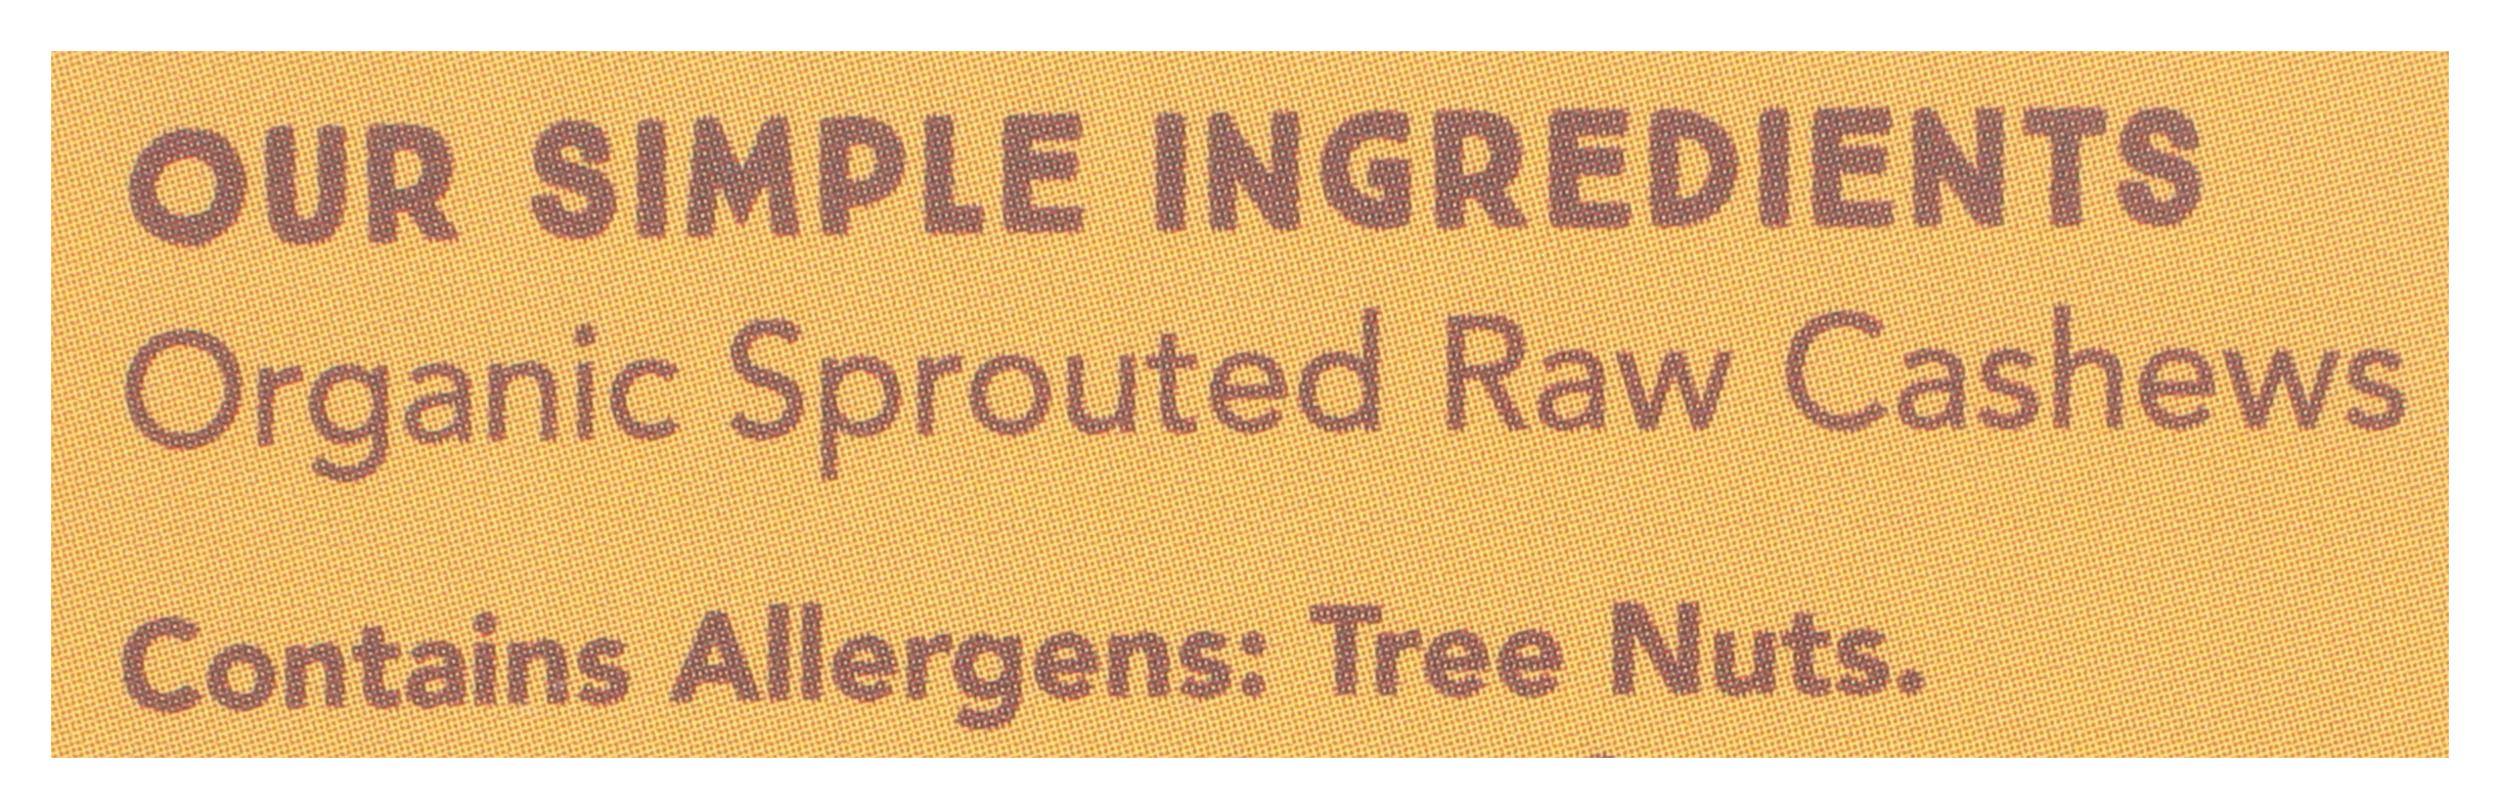 OUR SIMPLE INGREDIENTS
Organic Sprouted Raw Cashews
Contains Allergens: Tree Nuts.